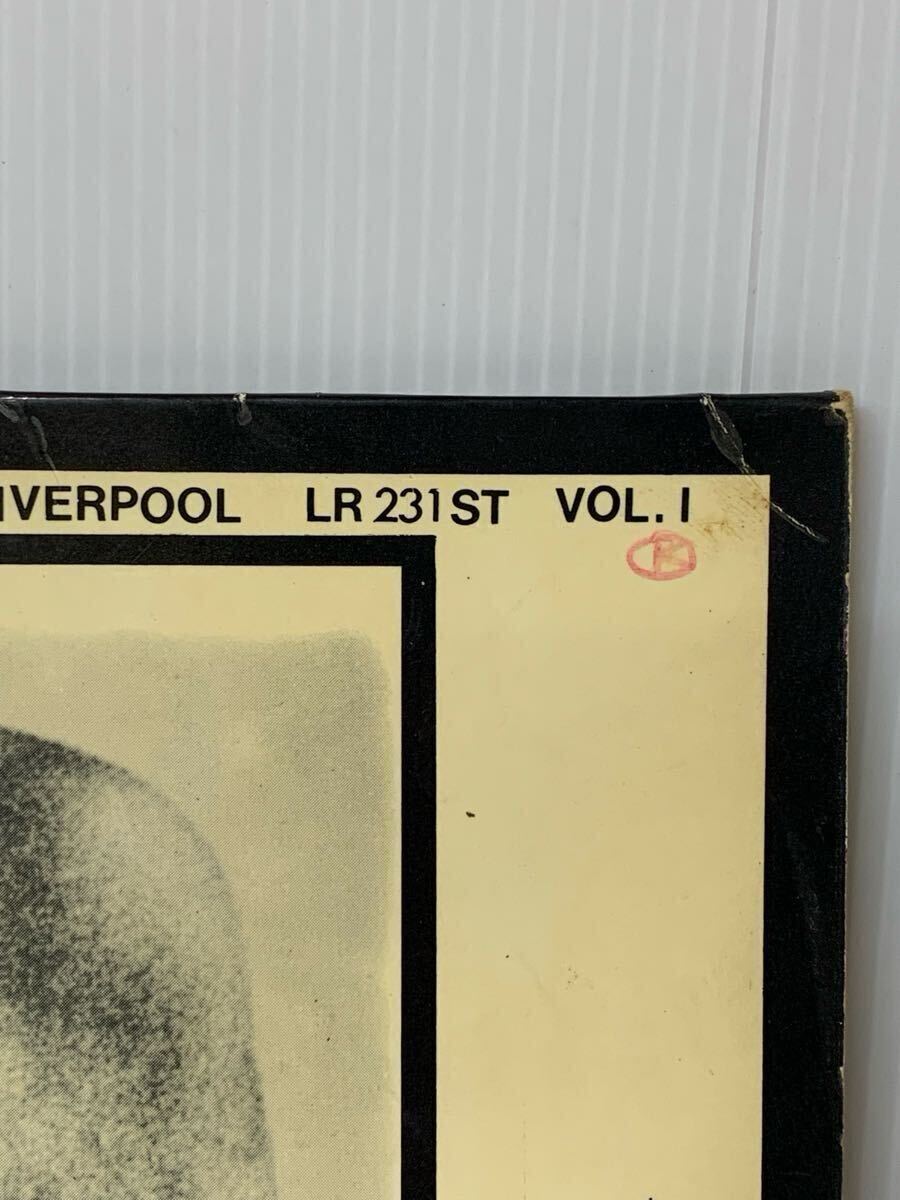 IVERPOOL LR 231 ST VOL. I